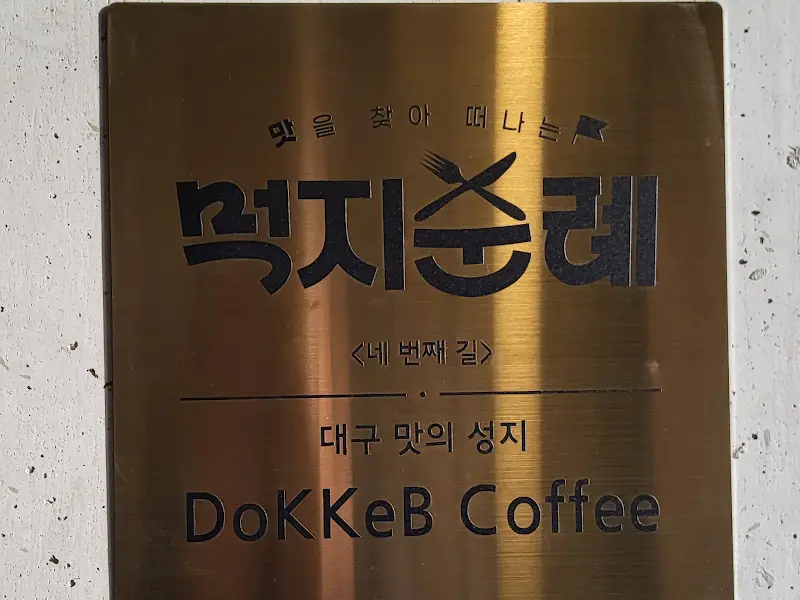 맛을 찾아 떠나는
먹지순례
<네 번째 길>
대구 맛의 성지
DoKKeB Coffee